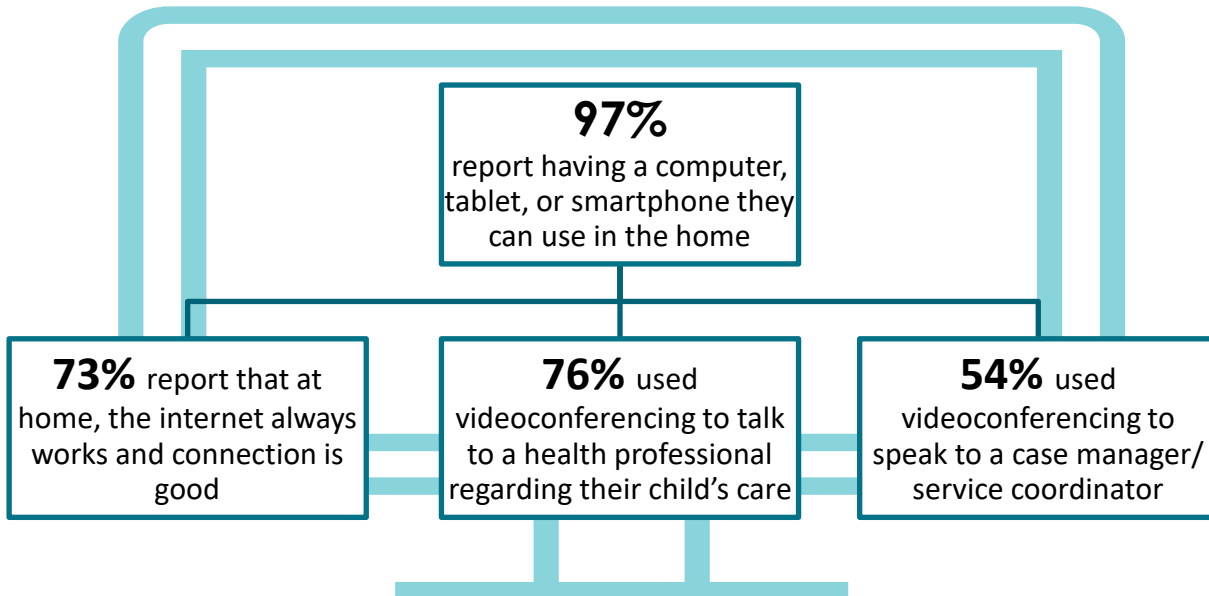 97%
report having a computer,
tablet, or smartphone they
can use in the home
73% report that at
home, the internet always
works and connection is
good
76% used
videoconferencing to talk
to a health professional
regarding their child’s care
54% used
videoconferencing to
speak to a case manager/
service coordinator